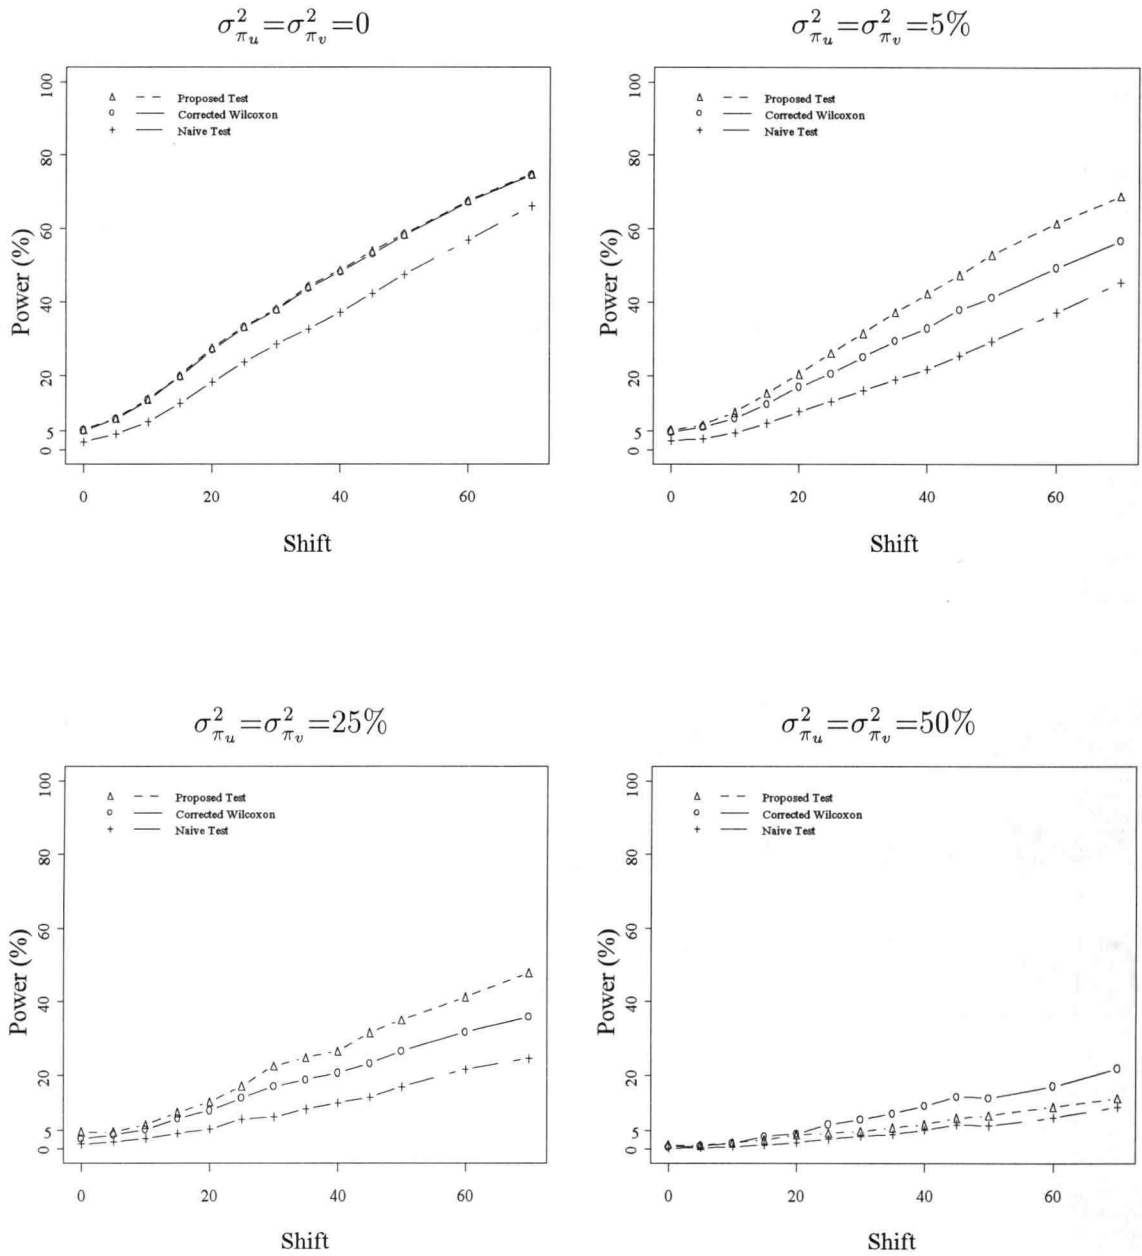 σ²πu=σ²πv=0
100
80
60
40
20
5
0
Power (%)
Proposed Test
Corrected Wilcoxon
Naive Test
0 20 40 60
Shift
σ²πu=σ²πv=5%
100
80
60
40
20
5
0
Power (%)
Proposed Test
Corrected Wilcoxon
Naive Test
0 20 40 60
Shift
σ²πu=σ²πv=25%
100
80
60
40
20
5
0
Power (%)
Proposed Test
Corrected Wilcoxon
Naive Test
0 20 40 60
Shift
σ²πu=σ²πv=50%
100
80
60
40
20
5
0
Power (%)
Proposed Test
Corrected Wilcoxon
Naive Test
0 20 40 60
Shift